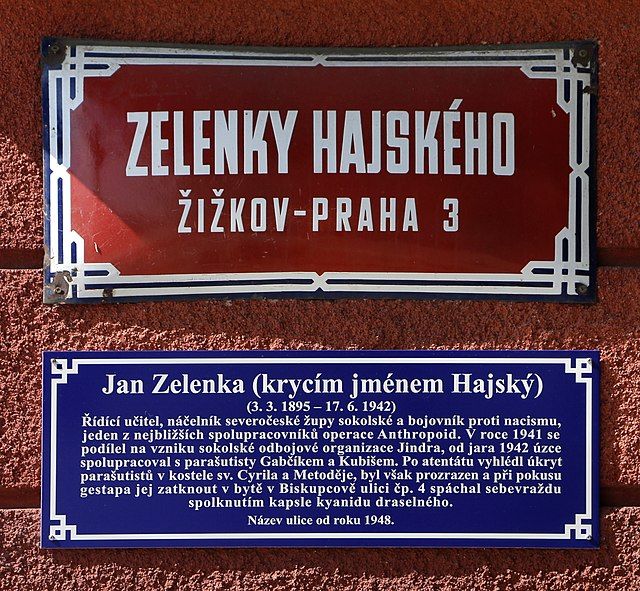 ZELENKY HAJSKÉHO
ŽIŽKOV-PRAHA 3
Jan Zelenka (krycím jménem Hajský)
(3. 3. 1895 – 17. 6. 1942)
Řídící učitel, náčelník severočeské župy sokolské a bojovník proti nacismu,
jeden z nejbližších spolupracovníků operace Anthropoid. V roce 1941 se
podílel na vzniku sokolské odbojové organizace Jindra, od jara 1942 úzce
spolupracoval s parašutisty Gabčíkem a Kubišem. Po atentátu vyhlédl úkryt
parašutistů v kostele sv. Cyrila a Metoděje, byl však prozrazen a při pokusu
gestapa jej zatknout v bytě v Biskupcově ulici čp. 4 spáchal sebevraždu
spolknutím kapsle kyanidu draselného.
Název ulice od roku 1948.